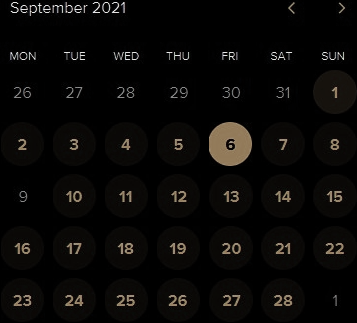 September 2021 < >
MON TUE WED THU FRI SAT SUN
26 27 28 29 30 31 1
2 3 4 5 6 7 8
9 10 11 12 13 14 15
16 17 18 19 20 21 22
23 24 25 26 27 28 1